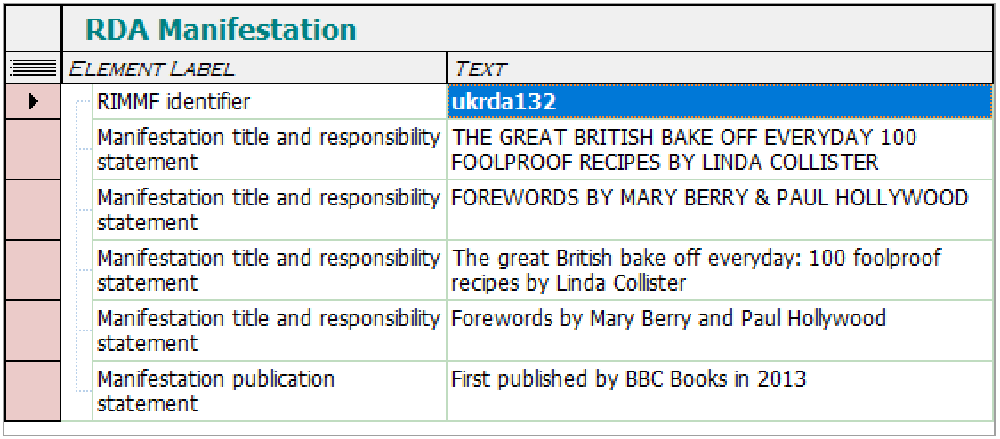 RDA Manifestation
ELEMENT LABEL TEXT
RIMMF identifier ukrda132
Manifestation title and responsibility statement THE GREAT BRITISH BAKE OFF EVERYDAY 100 FOOLPROOF RECIPES BY LINDA COLLISTER
Manifestation title and responsibility statement FOREWORDS BY MARY BERRY & PAUL HOLLYWOOD
Manifestation title and responsibility statement The great British bake off everyday: 100 foolproof recipes by Linda Collister
Manifestation title and responsibility statement Forewords by Mary Berry and Paul Hollywood
Manifestation publication statement First published by BBC Books in 2013